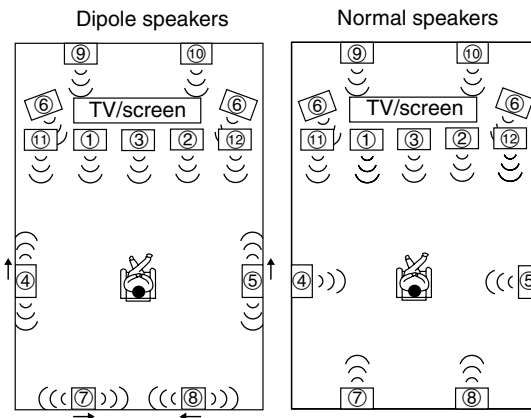 Dipole speakers
Normal speakers
⑨ ⑩
⑥ ⑥
TV/screen
⑪ ① ③ ② ⑫
④ ⑤
⑦ ⑧
⑨ ⑩
⑥ ⑥
TV/screen
⑪ ① ③ ② ⑫
④ ⑤
⑦ ⑧